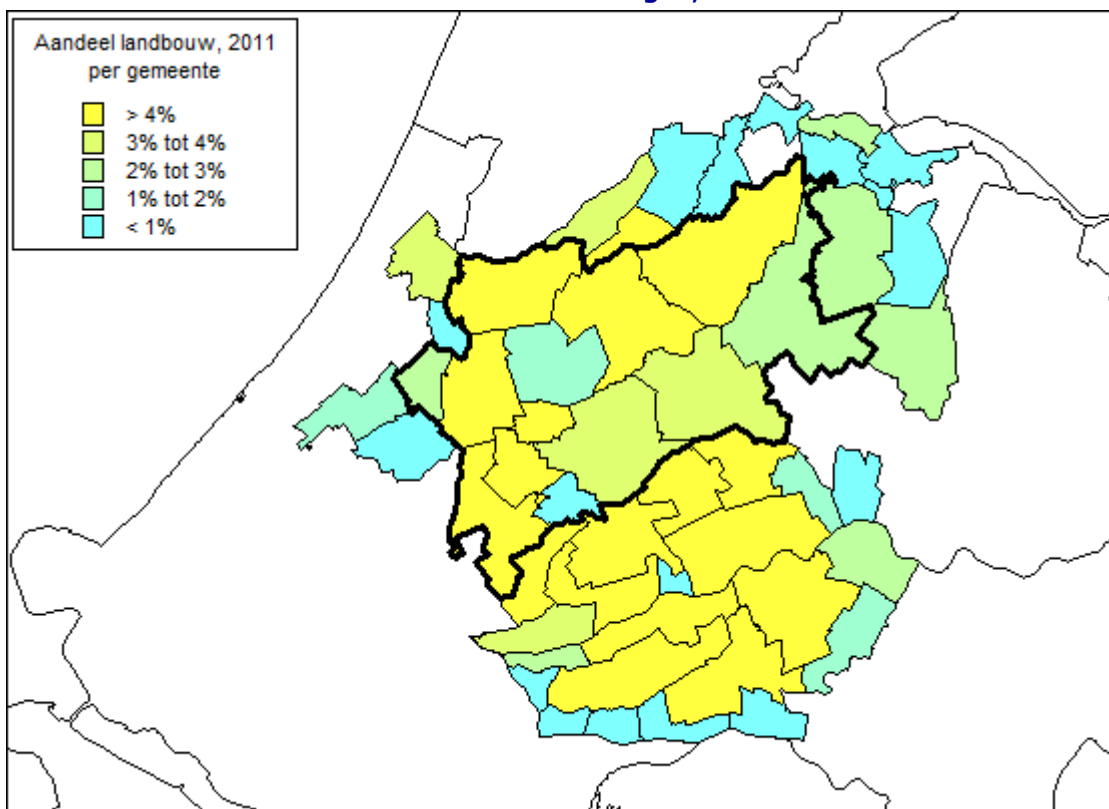 Aandeel landbouw, 2011
per gemeente
> 4%
3% tot 4%
2% tot 3%
1% tot 2%
< 1%